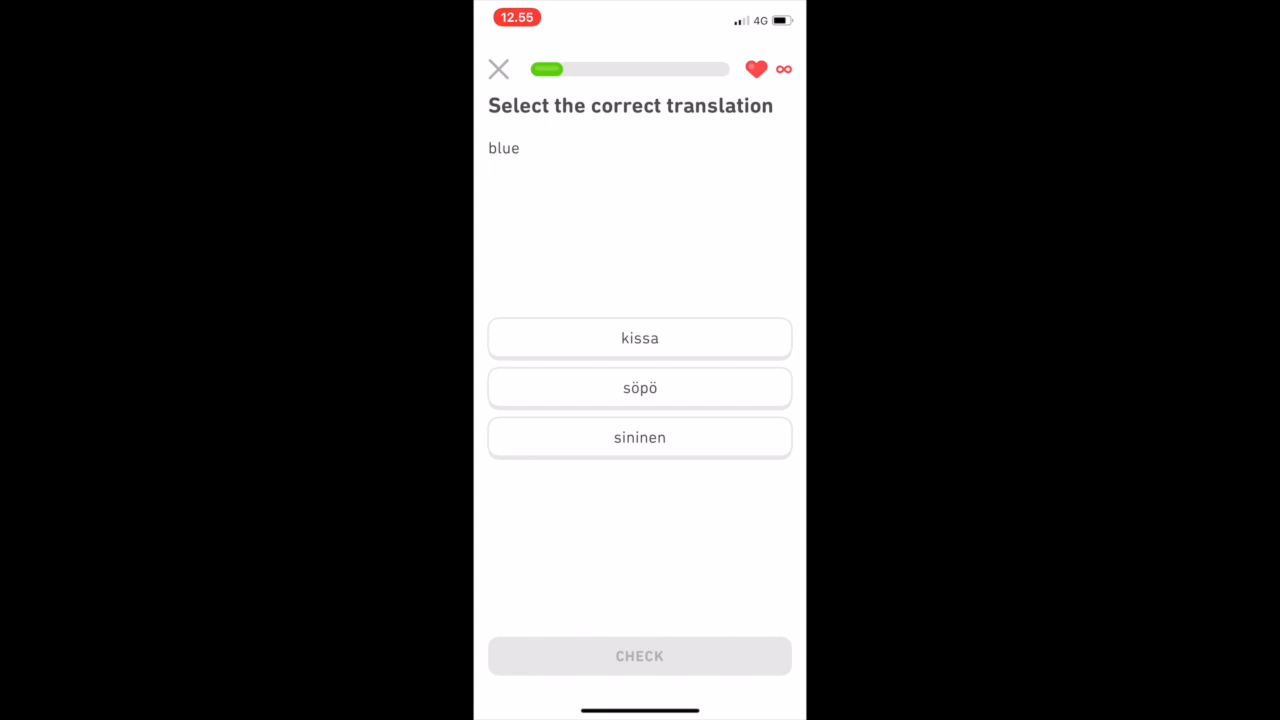 12.55
4G
Select the correct translation
blue
kissa
söpö
sininen
CHECK